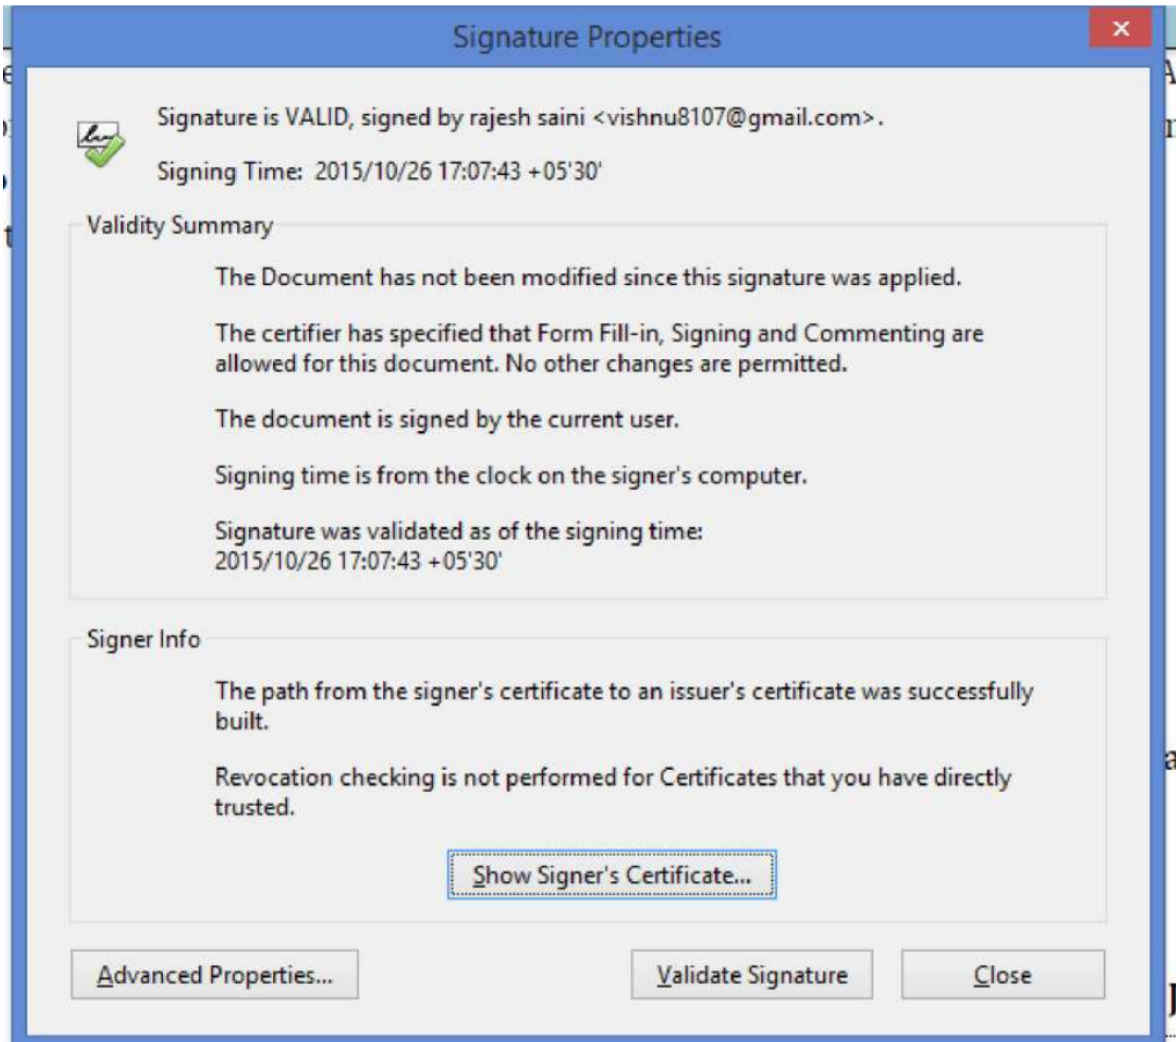 Signature Properties
Signature is VALID, signed by rajesh saini <vishnu8107@gmail.com>.
Signing Time: 2015/10/26 17:07:43 +05'30'
Validity Summary
The Document has not been modified since this signature was applied.
The certifier has specified that Form Fill-in, Signing and Commenting are
allowed for this document. No other changes are permitted.
The document is signed by the current user.
Signing time is from the clock on the signer's computer.
Signature was validated as of the signing time:
2015/10/26 17:07:43 +05'30'
Signer Info
The path from the signer's certificate to an issuer's certificate was successfully
built.
Revocation checking is not performed for Certificates that you have directly
trusted.
Show Signer's Certificate...
Advanced Properties... Validate Signature Close